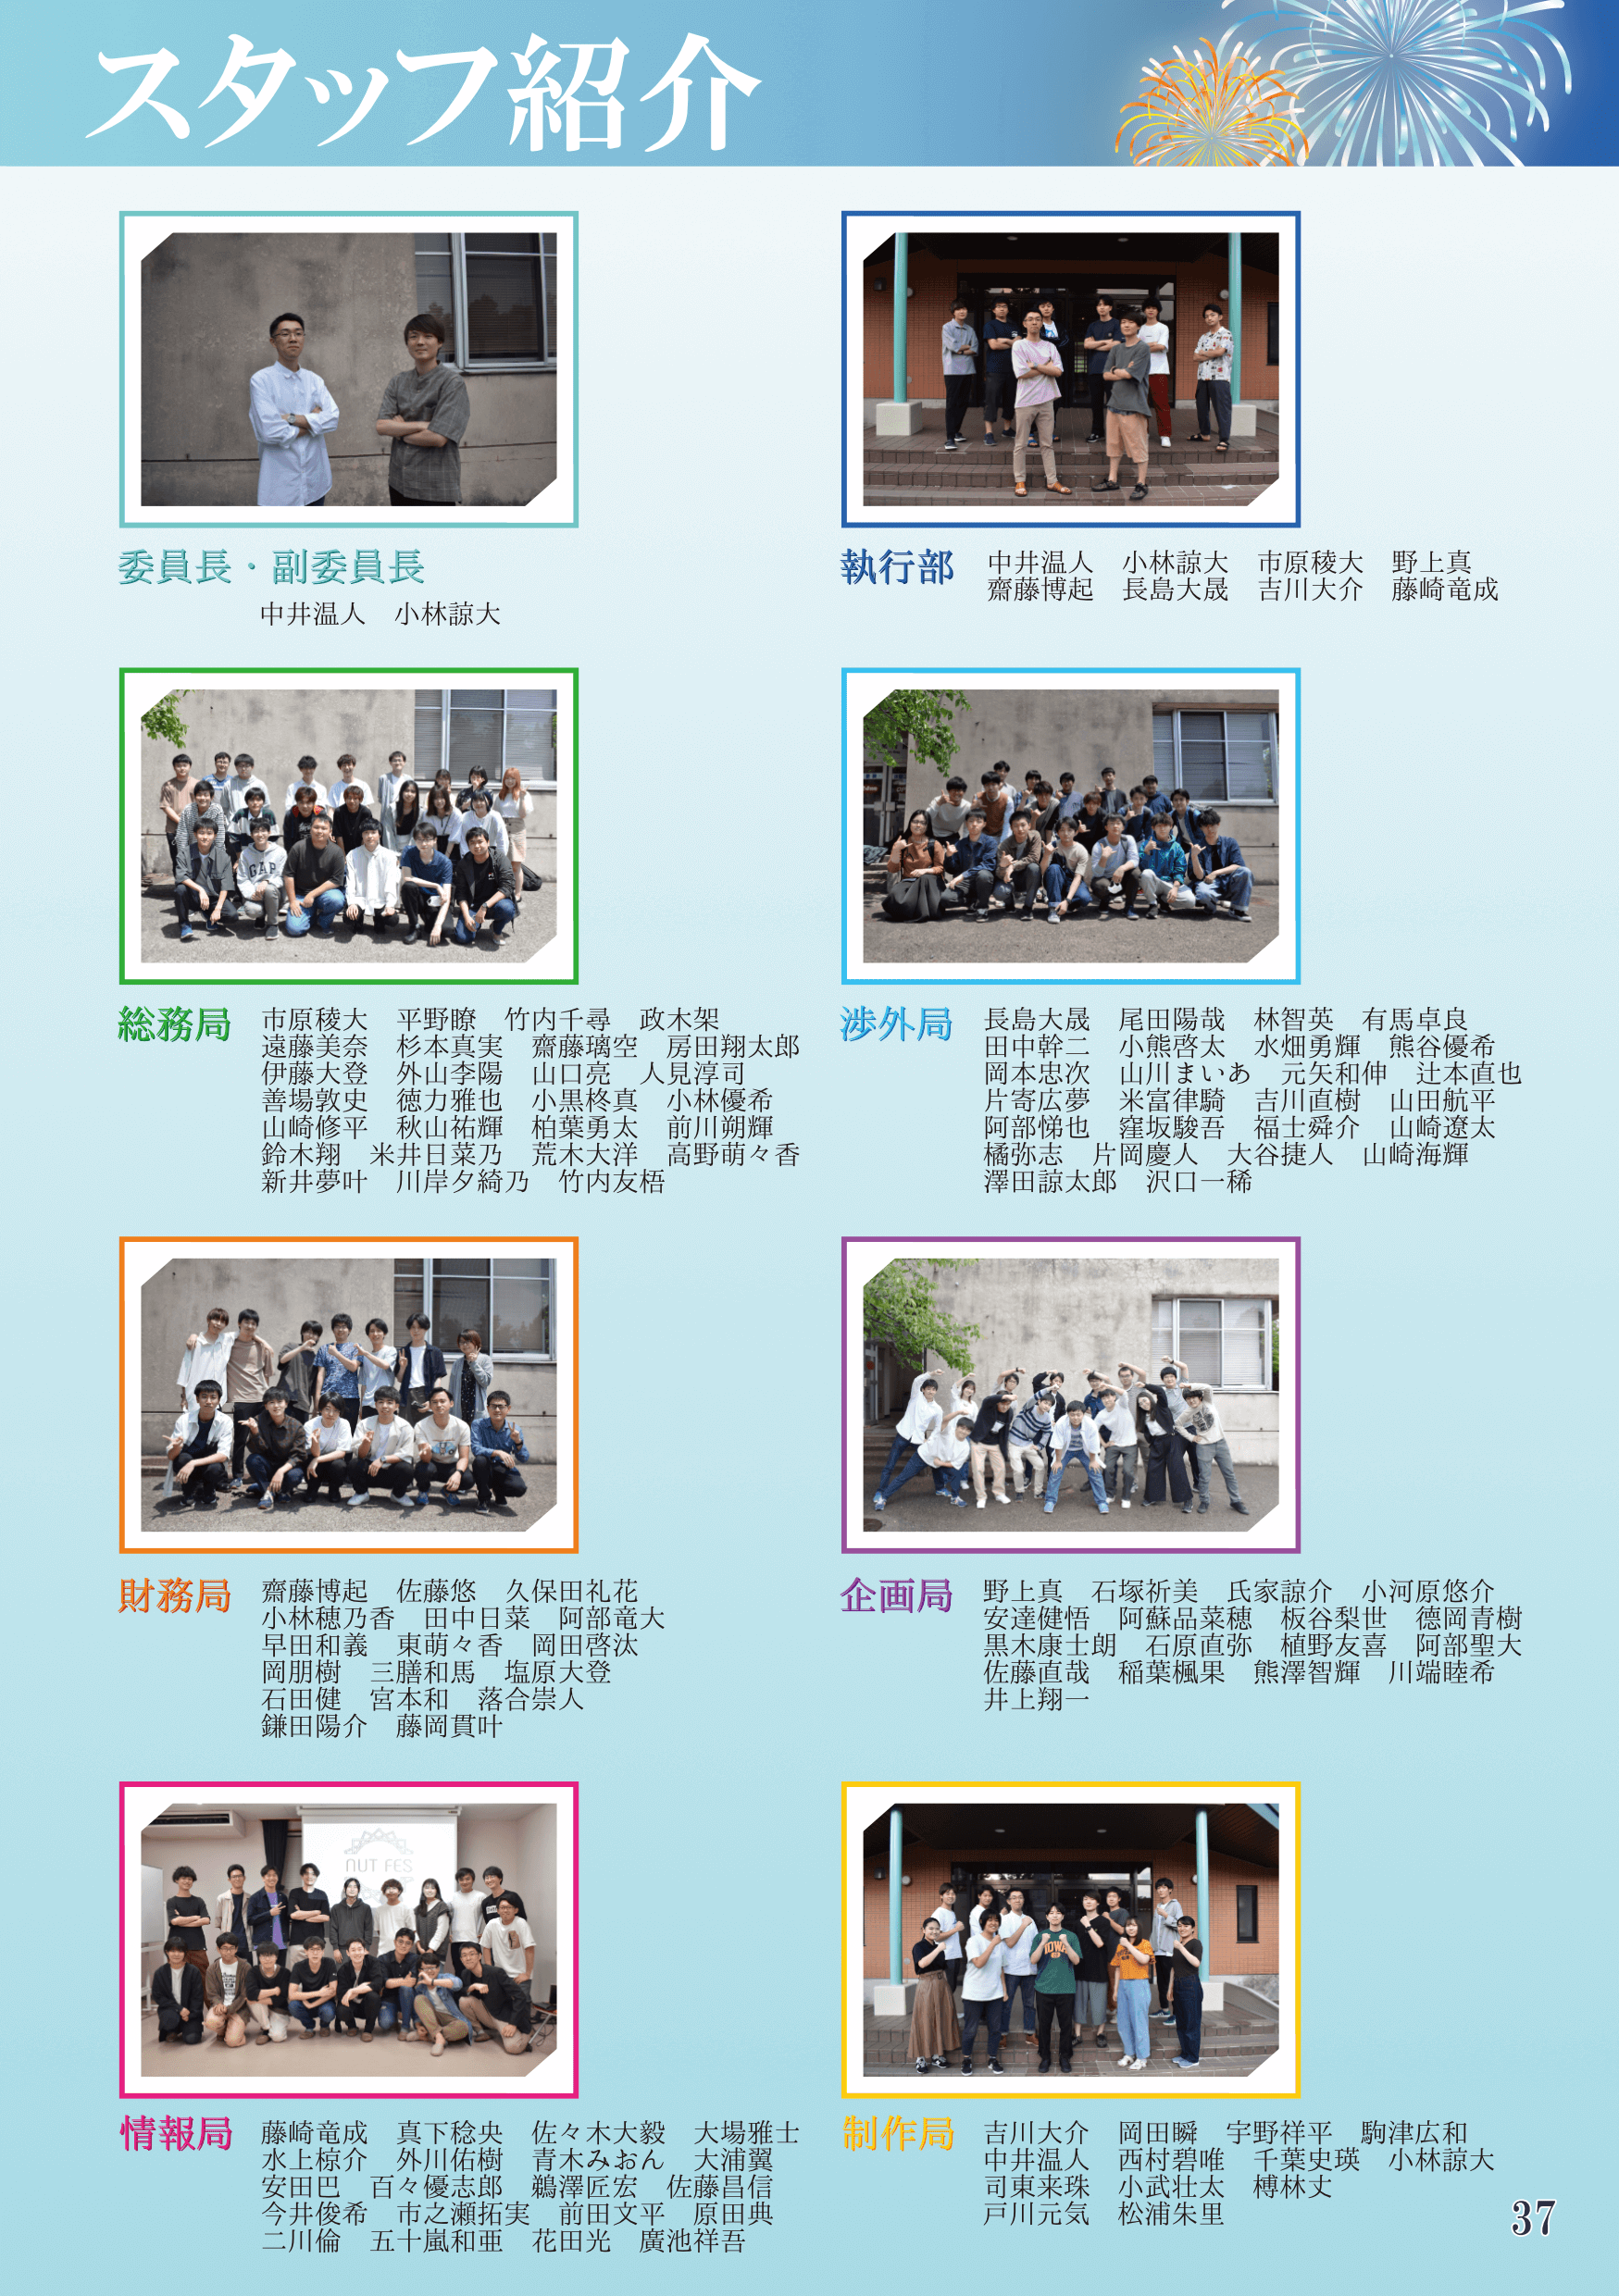 スタッフ紹介
委員長・副委員長
中井温人　小林諒大
執行部
中井温人　小林諒大　市原稜大　野上真
齋藤博起　長島大晟　吉川大介　藤崎竜成
GAP
総務局
市原稜大　平野瞭　竹内千尋　政木架
遠藤美奈　杉本真実　齋藤璃空　房田翔太郎
伊藤大登　外山李陽　山口亮　人見淳司
善場敦史　徳力雅也　小黒柊真　小林優希
山崎修平　秋山祐輝　柏葉勇太　前川朔輝
鈴木翔　米井日菜乃　荒木大洋　高野萌々香
新井夢叶　川岸夕綺乃　竹内友梧
渉外局
長島大晟　尾田陽哉　林智英　有馬卓良
田中幹二　小熊啓太　水畑勇輝　熊谷優希
岡本忠次　山川まいあ　元矢和伸　辻本直也
片寄広夢　米富律騎　吉川直樹　山田航平
阿部悌也　窪坂駿吾　福士舜介　山崎遼太
橘弥志　片岡慶人　大谷捷人　山崎海輝
澤田諒太郎　沢口一稀
財務局
齋藤博起　佐藤悠　久保田礼花
小林穂乃香　田中日菜　阿部竜大
早田和義　東萌々香　岡田啓汰
岡朋樹　三膳和馬　塩原大登
石田健　宮本和　落合崇人
鎌田陽介　藤岡貫叶
企画局
野上真　石塚祈美　氏家諒介　小河原悠介
安達健悟　阿蘇品菜穂　板谷梨世　德岡青樹
黒木康士朗　石原直弥　植野友喜　阿部聖大
佐藤直哉　稲葉楓果　熊澤智輝　川端睦希
井上翔一
NUT FES
情報局
藤崎竜成　真下稔央　佐々木大毅　大場雅士
水上椋介　外川佑樹　青木みおん　大浦翼
安田巴　百々優志郎　鵜澤匠宏　佐藤昌信
今井俊希　市之瀬拓実　前田文平　原田典
二川倫　五十嵐和亜　花田光　廣池祥吾
IOWA
制作局
吉川大介　岡田瞬　宇野祥平　駒津広和
中井温人　西村碧唯　千葉史瑛　小林諒大
司東来珠　小武壮太　榑林丈
戸川元気　松浦朱里
37